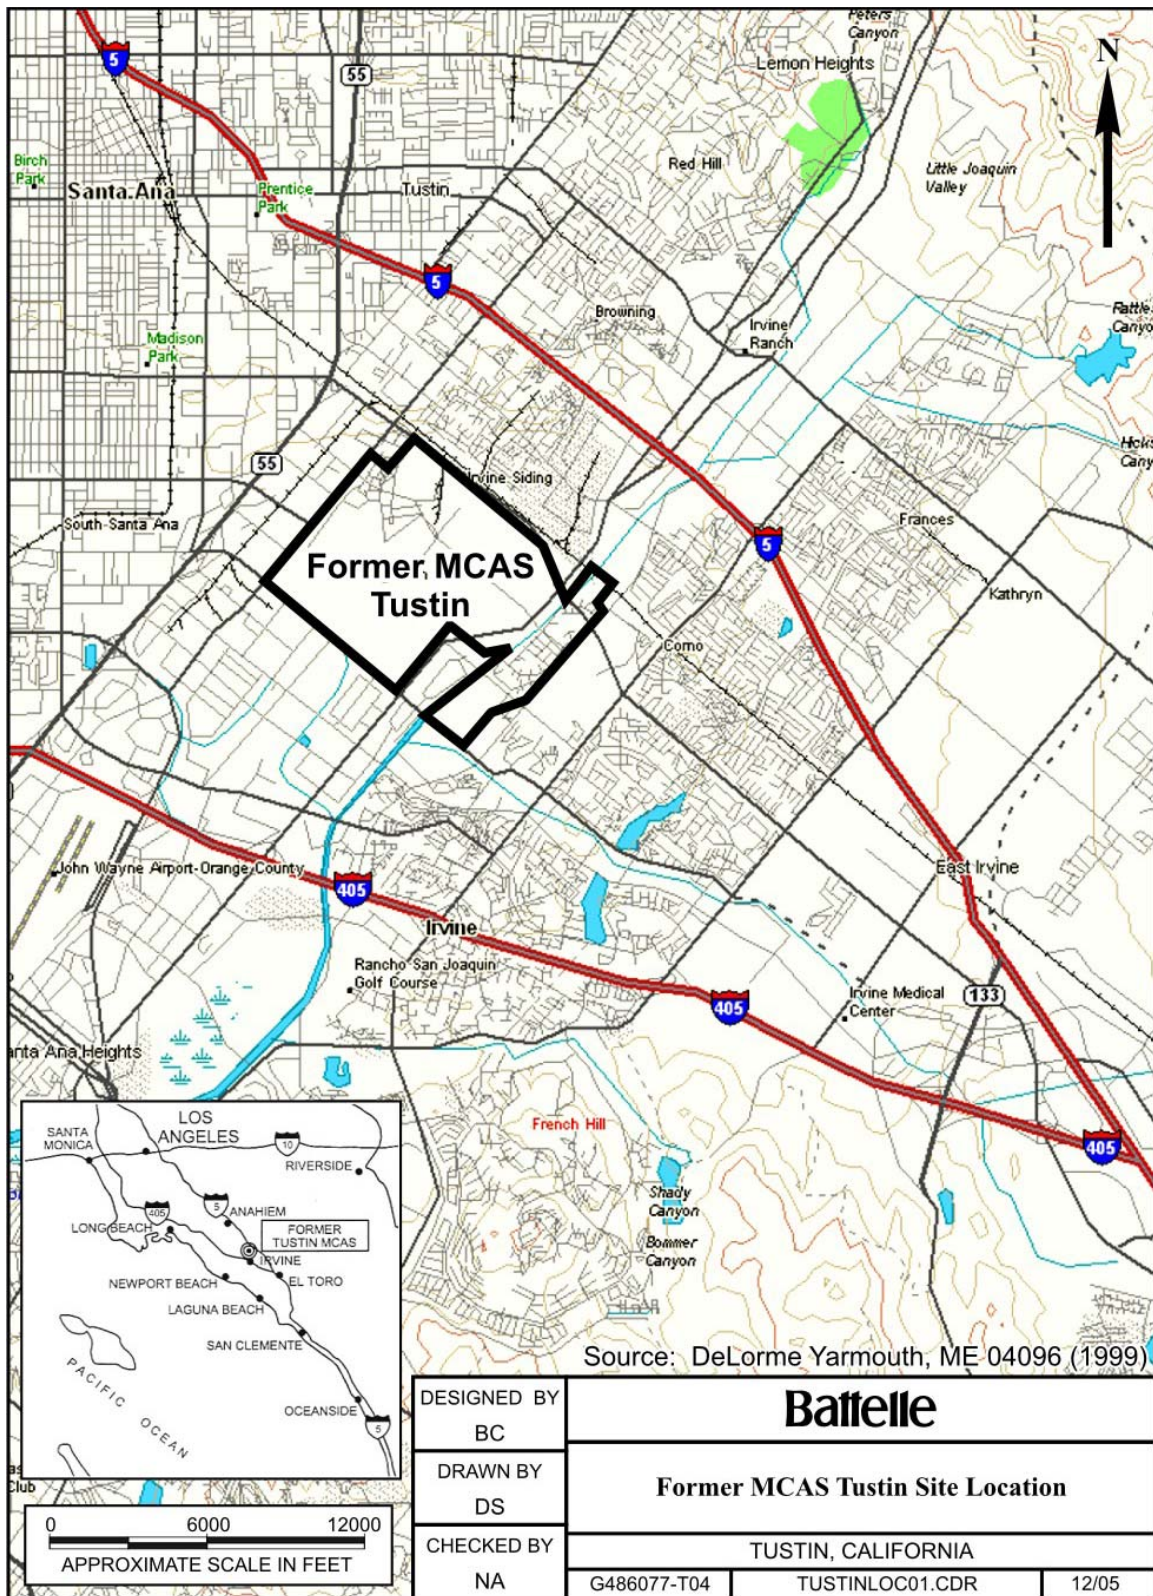 Peters
Canyon
N
5
55
Lemon Heights
Birch
Park
Red Hill
Little Joaquin
Valley
Santa Ana
Prentice
Park
Tustin
5
Browning
Irvine
Ranch
Madison
Park
55
Irvine Siding
South Santa Ana
Frances
5
Former MCAS
Tustin
Kathryn
Como
John Wayne Airport-Orange County
East Irvine
405
Irvine
Rancho San Joaquin
Golf Course
405
Irvine Medical
Center
133
anta Ana Heights
French Hill
405
Shady
Canyon
Bommer
Canyon
LOS
ANGELES
SANTA
MONICA
10
RIVERSIDE
5
405
ANAHIEM
LONG BEACH
FORMER
TUSTIN MCAS
IRVINE
EL TORO
NEWPORT BEACH
LAGUNA BEACH
SAN CLEMENTE
PACIFIC OCEAN
OCEANSIDE
5
Club
Source: DeLorme Yarmouth, ME 04096 (1999)
0 6000 12000
APPROXIMATE SCALE IN FEET
DESIGNED BY
BC
DRAWN BY
DS
CHECKED BY
NA
Battelle
Former MCAS Tustin Site Location
TUSTIN, CALIFORNIA
G486077-T04 TUSTINLOC01.CDR 12/05